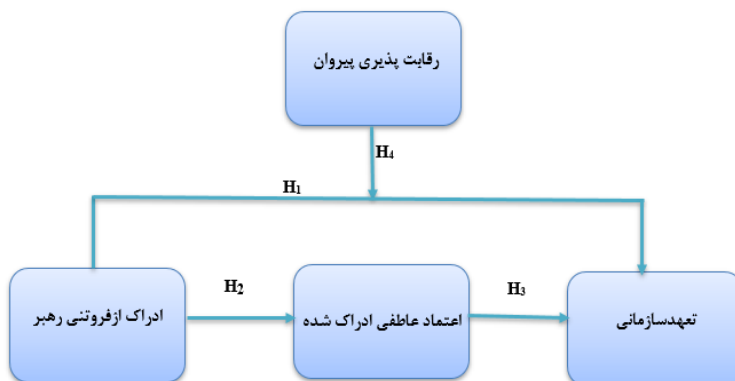 رقابت پذیری پیروان
H₄
H₁
ادراک ازفروتنی رهبر
H₂
اعتماد عاطفی ادراک شده
H₃
تعهدسازمانی